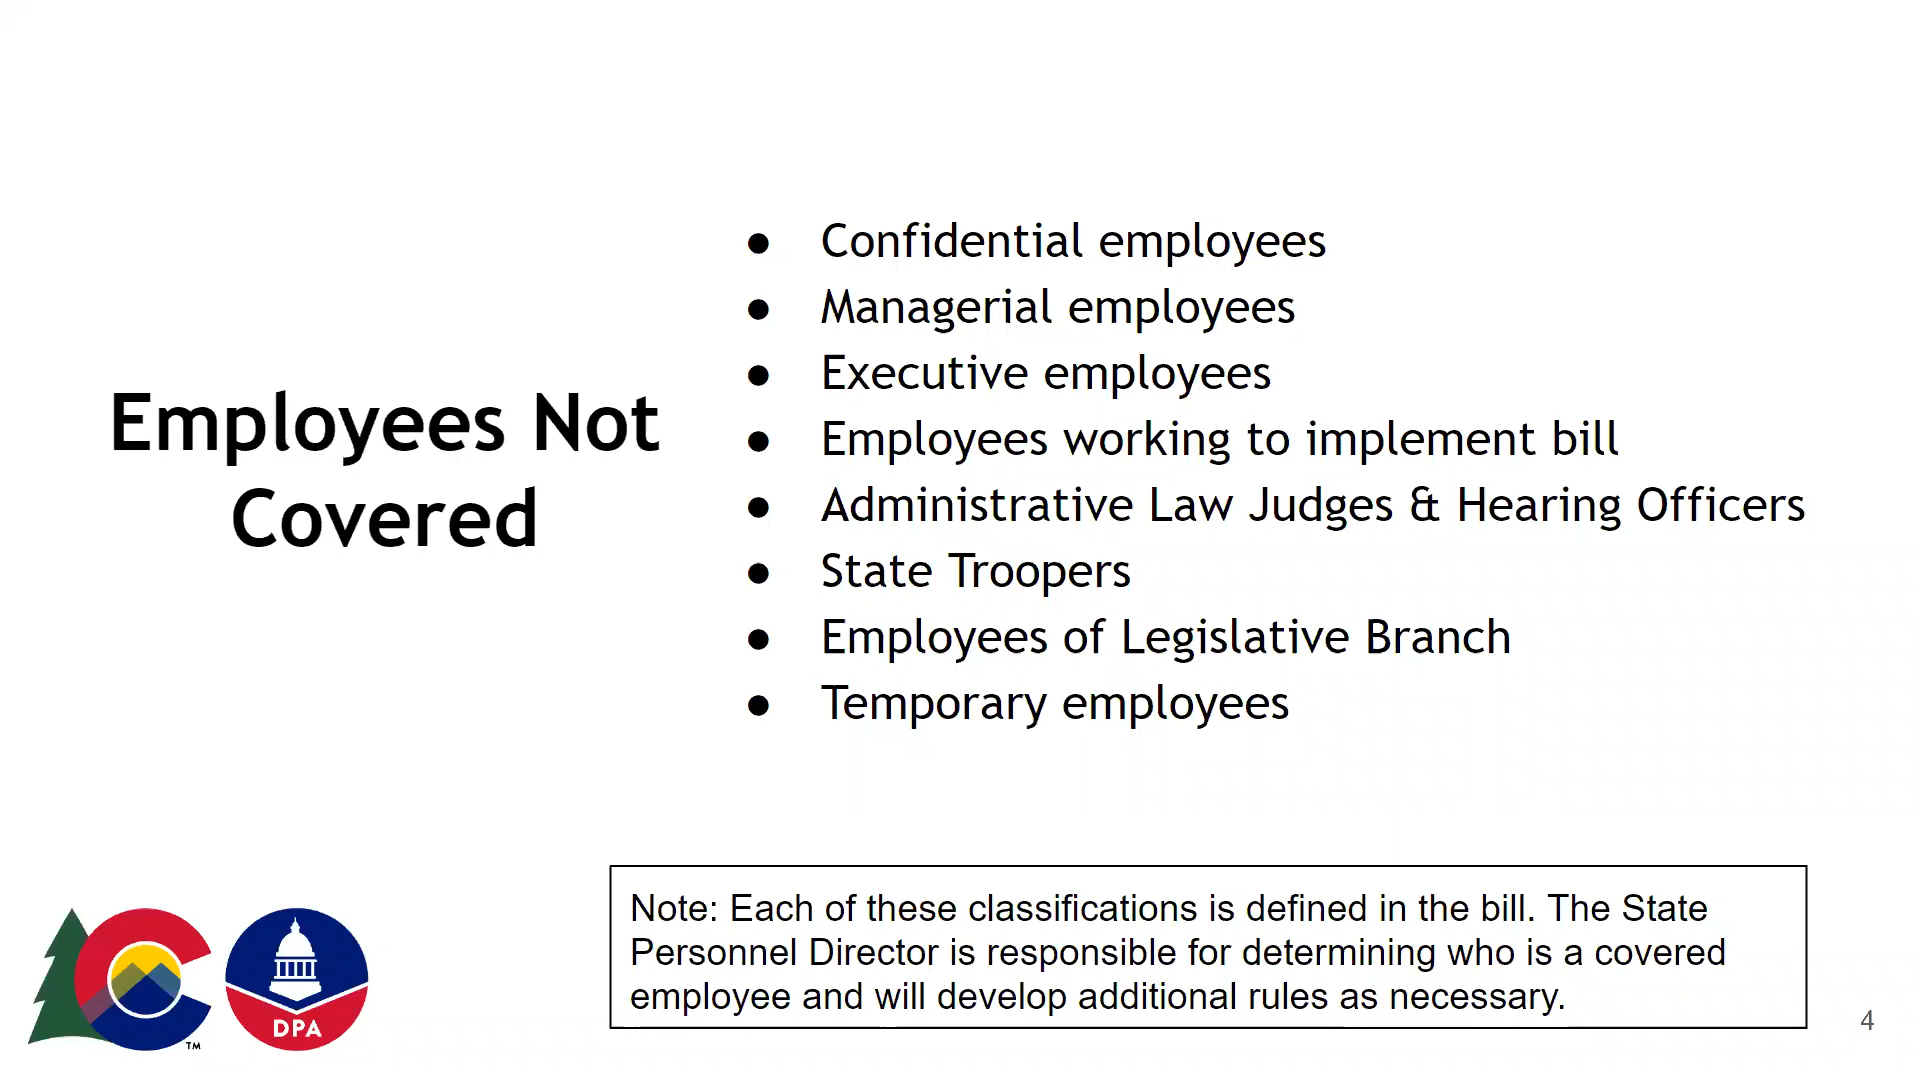 Employees Not
Covered
● Confidential employees
● Managerial employees
● Executive employees
● Employees working to implement bill
● Administrative Law Judges & Hearing Officers
● State Troopers
● Employees of Legislative Branch
● Temporary employees
Note: Each of these classifications is defined in the bill. The State
Personnel Director is responsible for determining who is a covered
employee and will develop additional rules as necessary.
TM
DPA
4